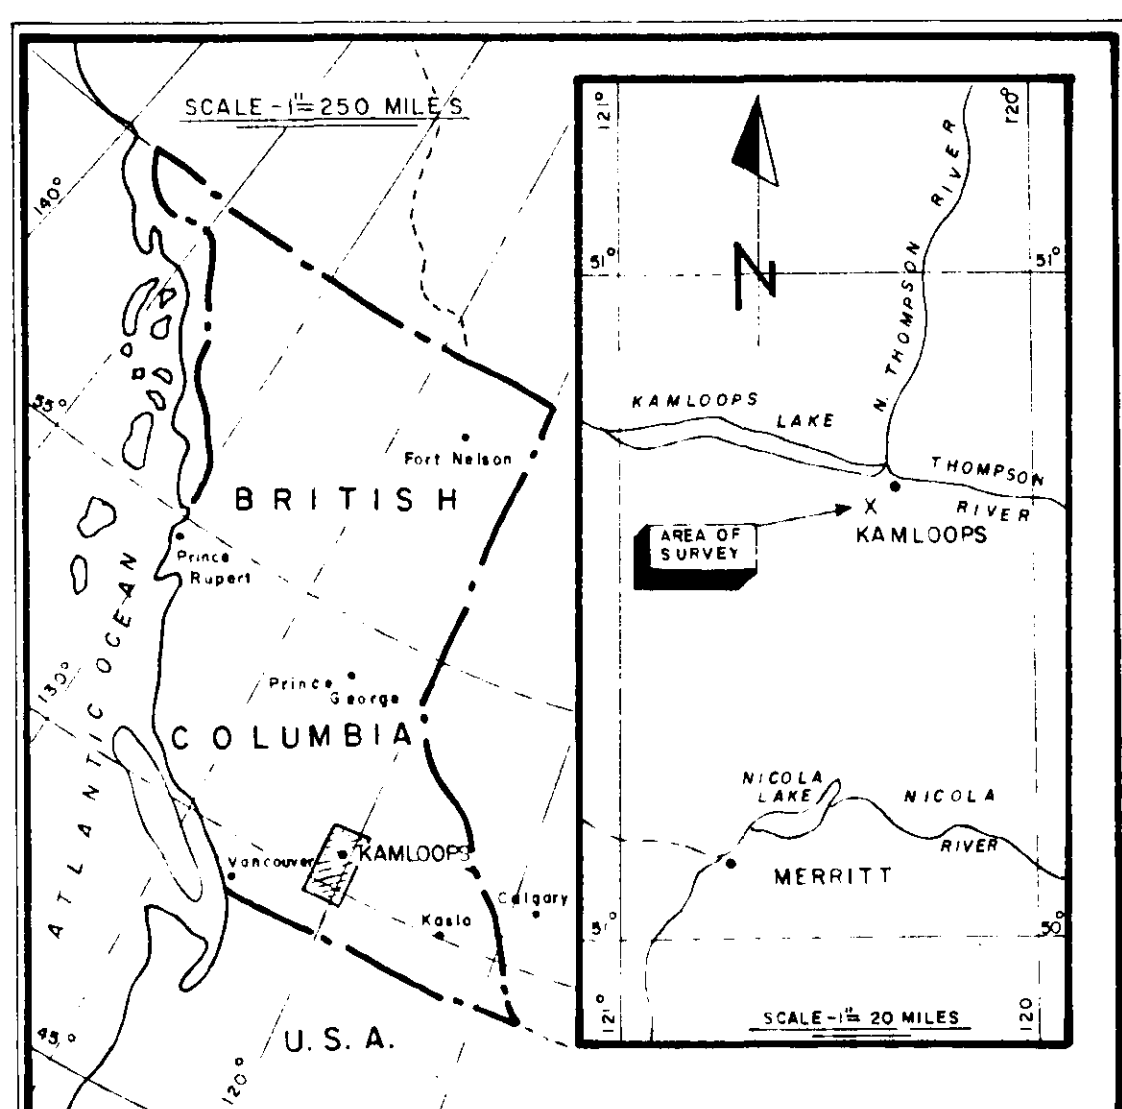 SCALE - 1" = 250 MILES
140°
55°
Fort Nelson
BRITISH
Prince
Rupert
ATLANTIC OCEAN
130°
Prince
George
COLUMBIA
Vancouver
KAMLOOPS
Calgary
Kaslo
U. S. A.
45°
120°
121°
120°
N
51°
51°
N. THOMPSON RIVER
KAMLOOPS
LAKE
THOMPSON
RIVER
X
KAMLOOPS
AREA OF
SURVEY
NICOLA
LAKE
NICOLA
RIVER
MERRITT
50°
121°
120
SCALE - 1" = 20 MILES